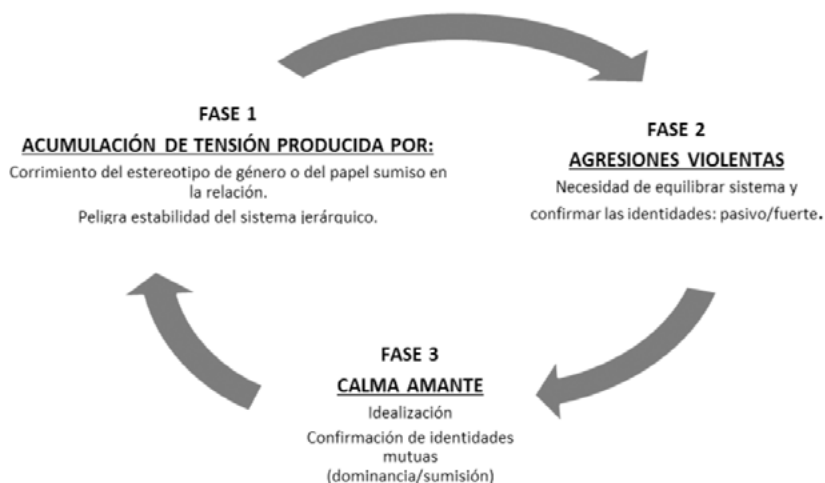 FASE 1
ACUMULACIÓN DE TENSIÓN PRODUCIDA POR:
Corrimiento del estereotipo de género o del papel sumiso en
la relación.
Peligra estabilidad del sistema jerárquico.
FASE 2
AGRESIONES VIOLENTAS
Necesidad de equilibrar sistema y
confirmar las identidades: pasivo/fuerte.
FASE 3
CALMA AMANTE
Idealización
Confirmación de identidades
mutuas
(dominancia/sumisión)